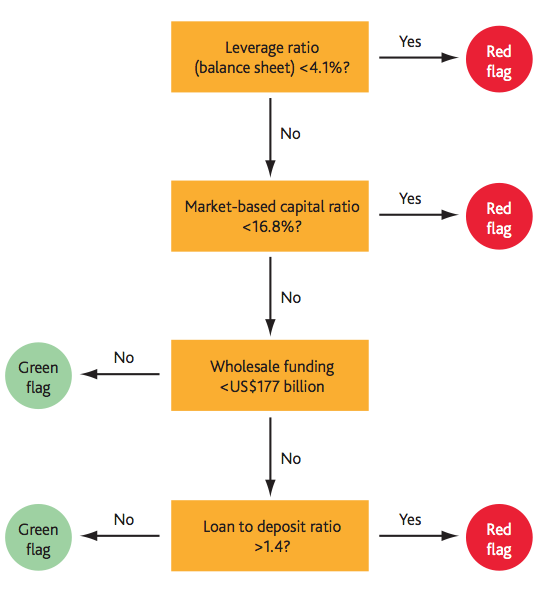 Leverage ratio
(balance sheet) <4.1%?
Yes
Red
flag
No
Market-based capital ratio
<16.8%?
Yes
Red
flag
No
Green
flag
No
Wholesale funding
<US$177 billion
No
Green
flag
No
Loan to deposit ratio
>1.4?
Yes
Red
flag